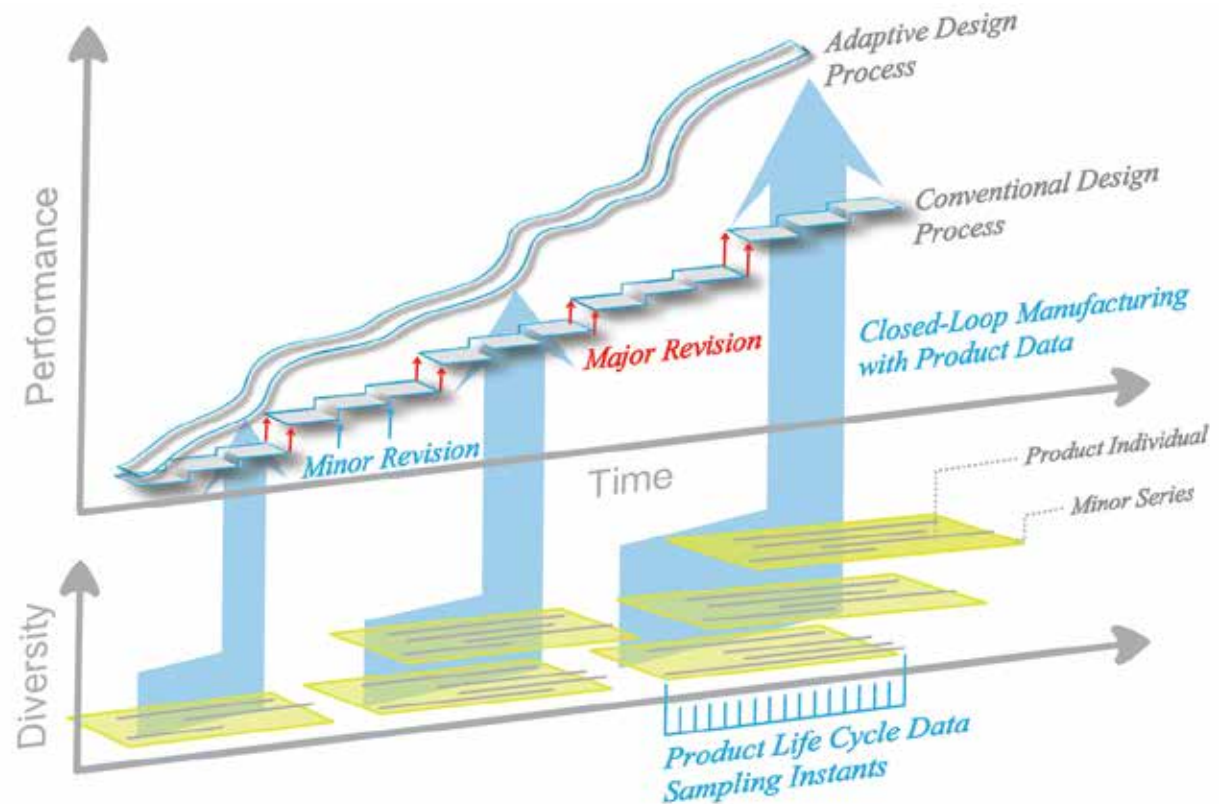 Adaptive Design
Process
Conventional Design
Process
Performance
Major Revision
Closed-Loop Manufacturing
with Product Data
Minor Revision
Time
Product Individual
Minor Series
Diversity
Product Life Cycle Data
Sampling Instants